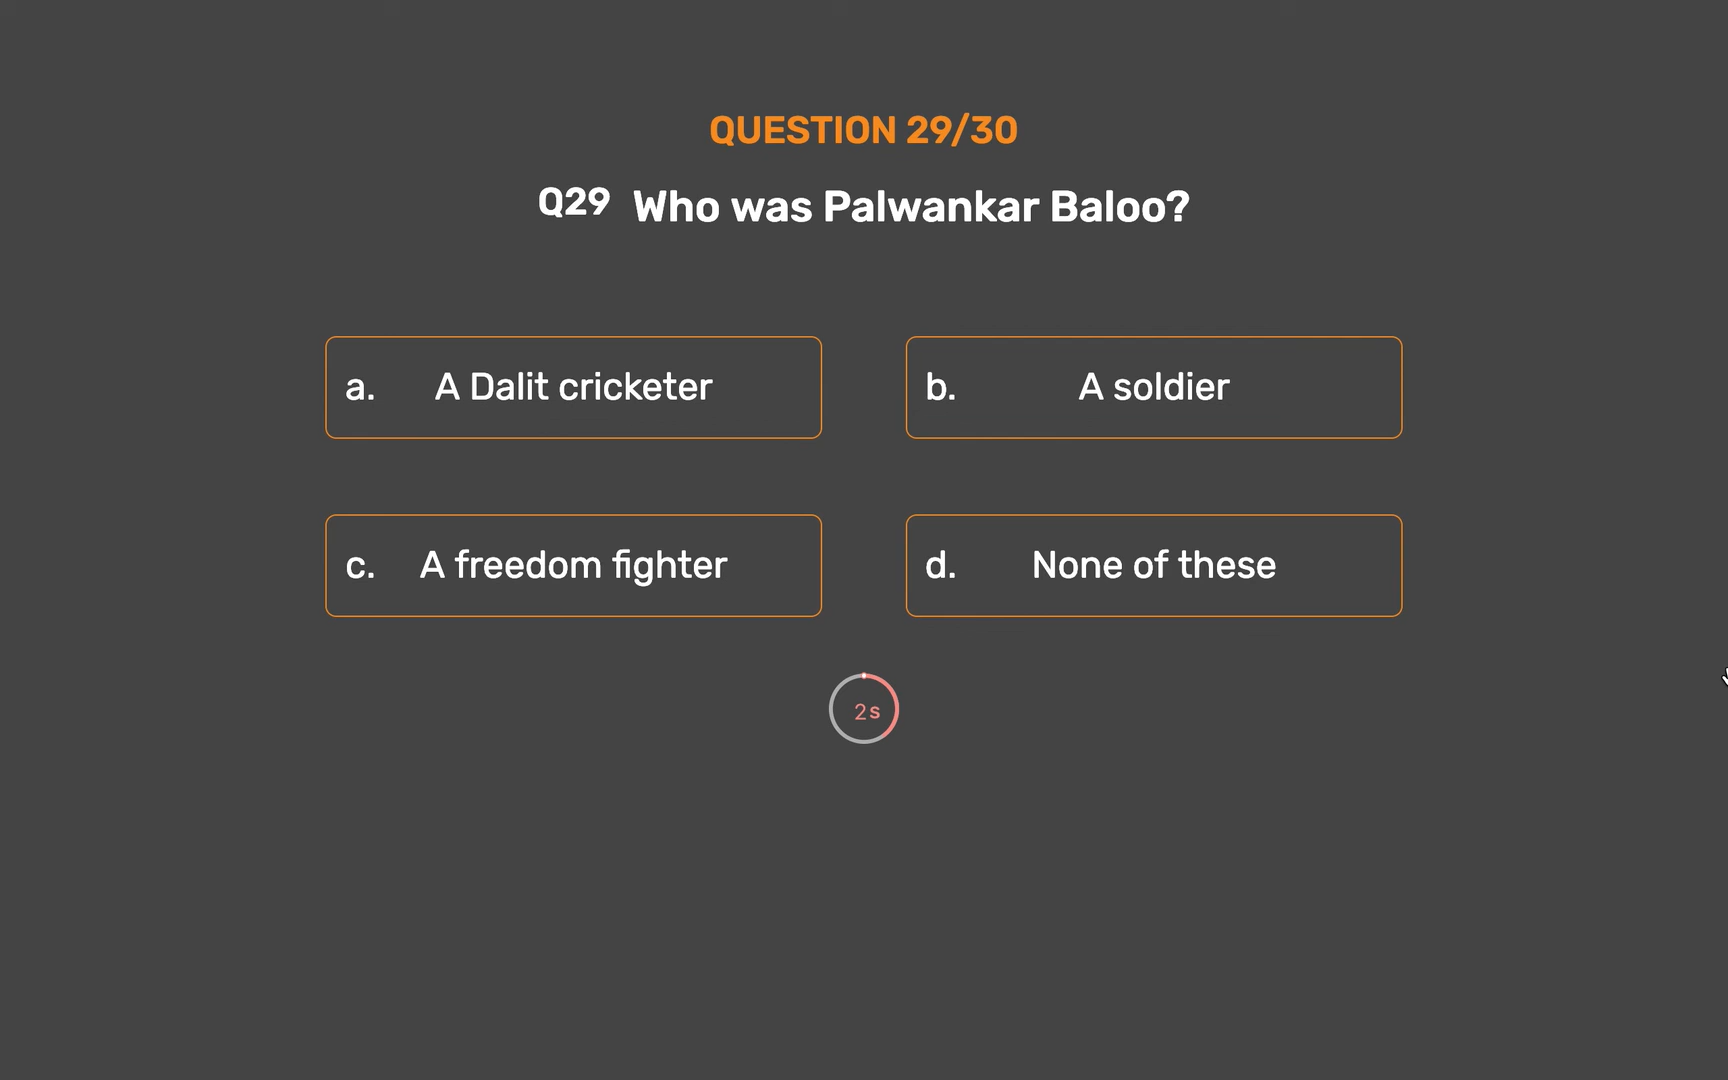 QUESTION 29/30
Q29 Who was Palwankar Baloo?
a. A Dalit cricketer
b. A soldier
c. A freedom fighter
d. None of these
2s